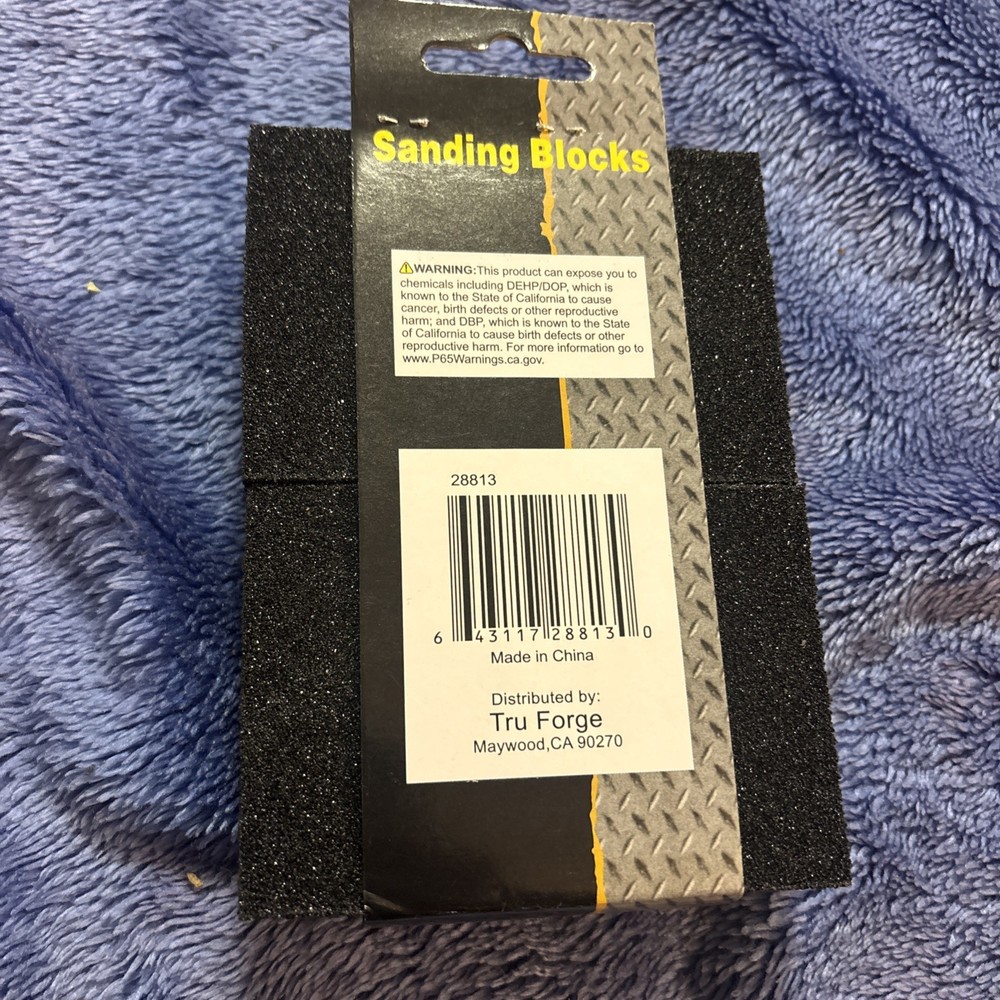 Sanding Blocks
⚠WARNING:This product can expose you to
chemicals including DEHP/DOP, which is
known to the State of California to cause
cancer, birth defects or other reproductive
harm; and DBP, which is known to the State
of California to cause birth defects or other
reproductive harm. For more information go to
www.P65Warnings.ca.gov.
28813
6 43117 28813 0
Made in China
Distributed by:
Tru Forge
Maywood,CA 90270